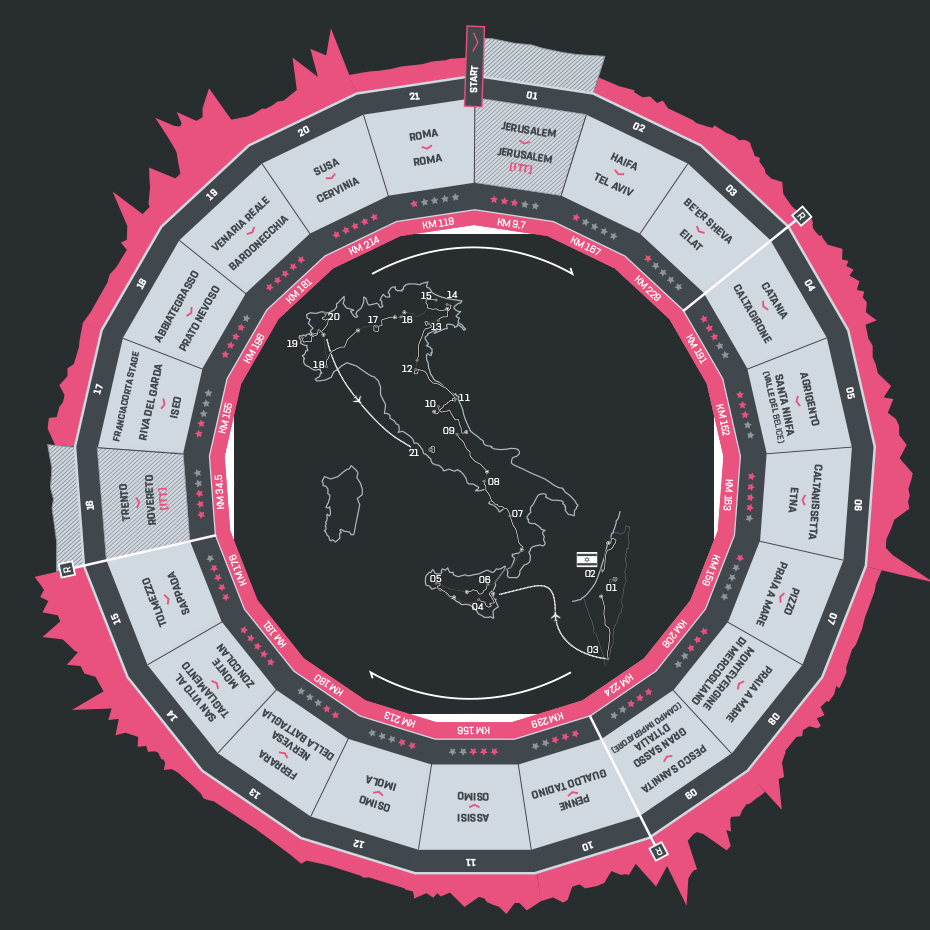 START
01
JERUSALEM
JERUSALEM
[ITT]
KM 9,7
02
HAIFA
TEL AVIV
KM 167
03
BE'ER SHEVA
EILAT
KM 229
R
04
CATANIA
CALTAGIRONE
KM 191
05
AGRIGENTO
SANTA NINFA
(VALLE DEL BELICE)
KM 152
06
CALTANISSETTA
ETNA
KM 163
07
PIZZO
PRAIA A MARE
KM 159
08
PRAIA A MARE
MONTEVERGINE
DI MERCOGLIANO
KM 208
09
PESCO SANNITA
GRAN SASSO
D'ITALIA
(CAMPO IMPERATORE)
KM 224
R
10
PENNE
GUALDO TADINO
KM 239
11
ASSISI
OSIMO
KM 156
12
OSIMO
IMOLA
KM 213
13
FERRARA
NERVESA
DELLA BATTAGLIA
KM 180
14
SAN VITO AL
TAGLIAMENTO
MONTE
ZONCOLAN
KM 181
15
TOLMEZZO
SAPPADA
KM 178
R
16
TRENTO
ROVERETO
[ITT]
KM 34,5
17
FRANCIACORTA STAGE
RIVA DEL GARDA
ISEO
KM 155
18
ABBIATEGRASSO
PRATO NEVOSO
KM 196
19
VENARIA REALE
BARDONECCHIA
KM 181
20
SUSA
CERVINIA
KM 214
21
ROMA
ROMA
KM 118
15
14
20
17
16
13
19
18
12
11
10
09
21
08
07
05
06
04
02
01
03